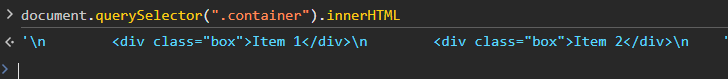 > document.querySelector(".container").innerHTML
<· '\n        <div class="box">Item 1</div>\n        <div class="box">Item 2</div>\n    '
>